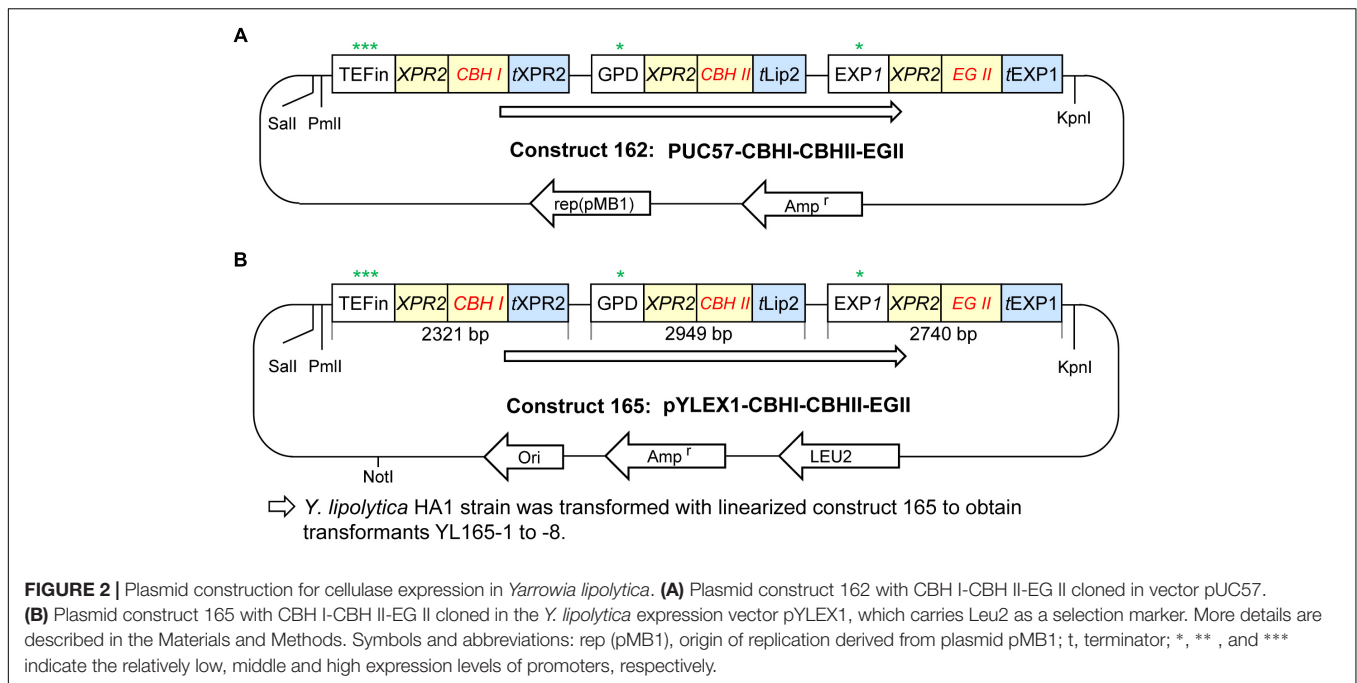 A
*** * *
TEFin XPR2 CBH I tXPR2 GPD XPR2 CBH II tLip2 EXP1 XPR2 EG II tEXP1
SalI PmlI KpnI
Construct 162: PUC57-CBHI-CBHII-EGII
rep(pMB1) Amp r
B
*** * *
TEFin XPR2 CBH I tXPR2 GPD XPR2 CBH II tLip2 EXP1 XPR2 EG II tEXP1
2321 bp 2949 bp 2740 bp
SalI PmlI KpnI
Construct 165: pYLEX1-CBHI-CBHII-EGII
Ori Amp r LEU2
NotI
Y. lipolytica HA1 strain was transformed with linearized construct 165 to obtain
transformants YL165-1 to -8.
FIGURE 2 | Plasmid construction for cellulase expression in Yarrowia lipolytica. (A) Plasmid construct 162 with CBH I-CBH II-EG II cloned in vector pUC57.
(B) Plasmid construct 165 with CBH I-CBH II-EG II cloned in the Y. lipolytica expression vector pYLEX1, which carries Leu2 as a selection marker. More details are
described in the Materials and Methods. Symbols and abbreviations: rep (pMB1), origin of replication derived from plasmid pMB1; t, terminator; *, ** , and ***
indicate the relatively low, middle and high expression levels of promoters, respectively.